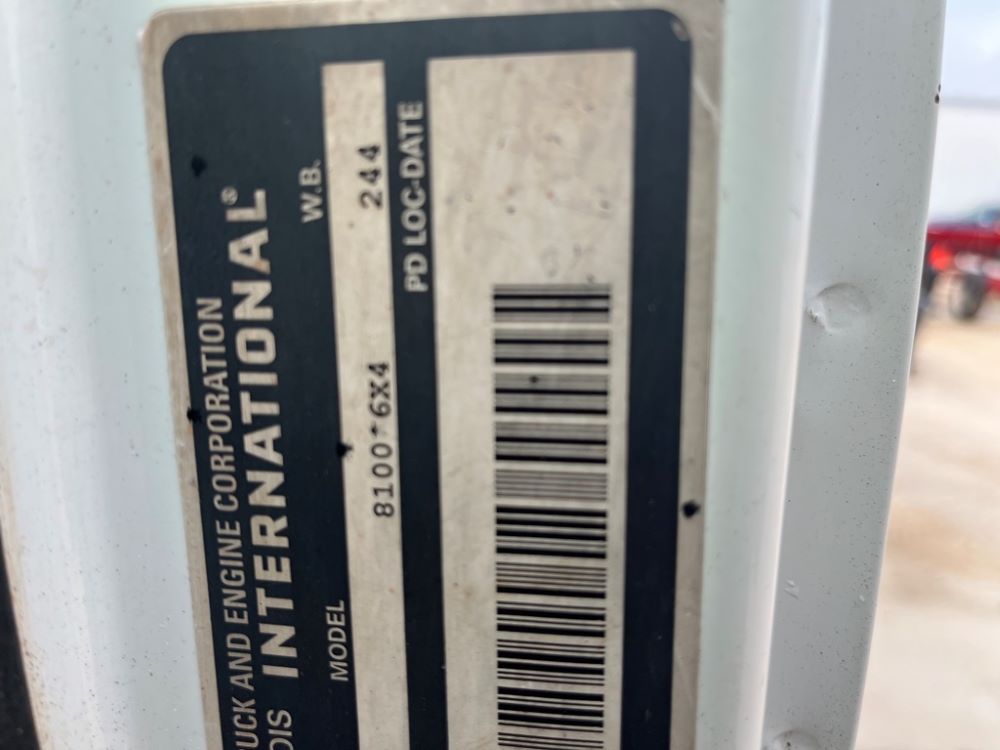 UCK AND ENGINE CORPORATION
OIS INTERNATIONAL®
MODEL W.B.
8100*6X4 244
PD LOC-DATE